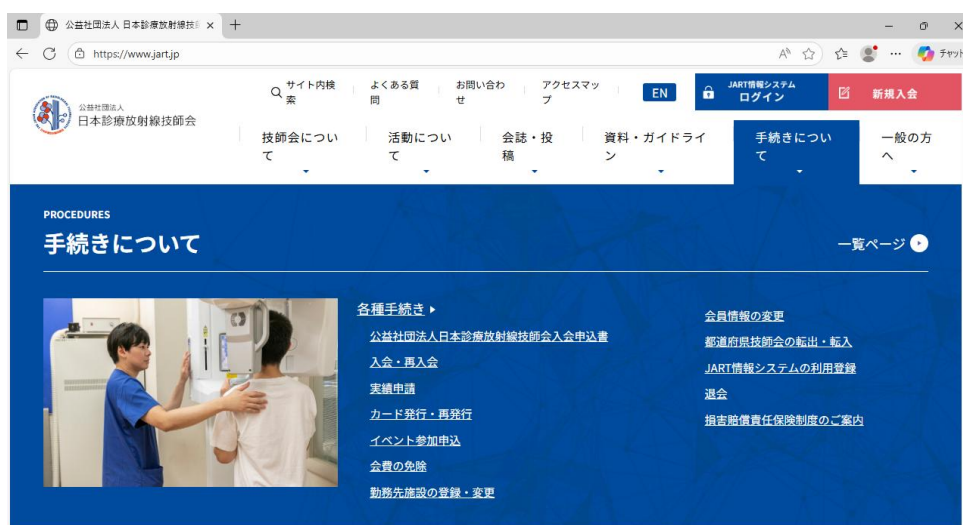 公益社団法人 日本診療放射線技
https://www.jart.jp
チャット
公益社団法人
日本診療放射線技師会
サイト内検
索
よくある質
問
お問い合わ
せ
アクセスマッ
プ
EN
JART情報システム
ログイン
新規入会
技師会につい
て
活動につい
て
会誌・投
稿
資料・ガイドライ
ン
手続きについ
て
一般の方
へ
PROCEDURES
手続きについて
一覧ページ
各種手続き
公益社団法人日本診療放射線技師会入会申込書
入会・再入会
実績申請
カード発行・再発行
イベント参加申込
会費の免除
勤務先施設の登録・変更
会員情報の変更
都道府県技師会の転出・転入
JART情報システムの利用登録
退会
損害賠償責任保険制度のご案内